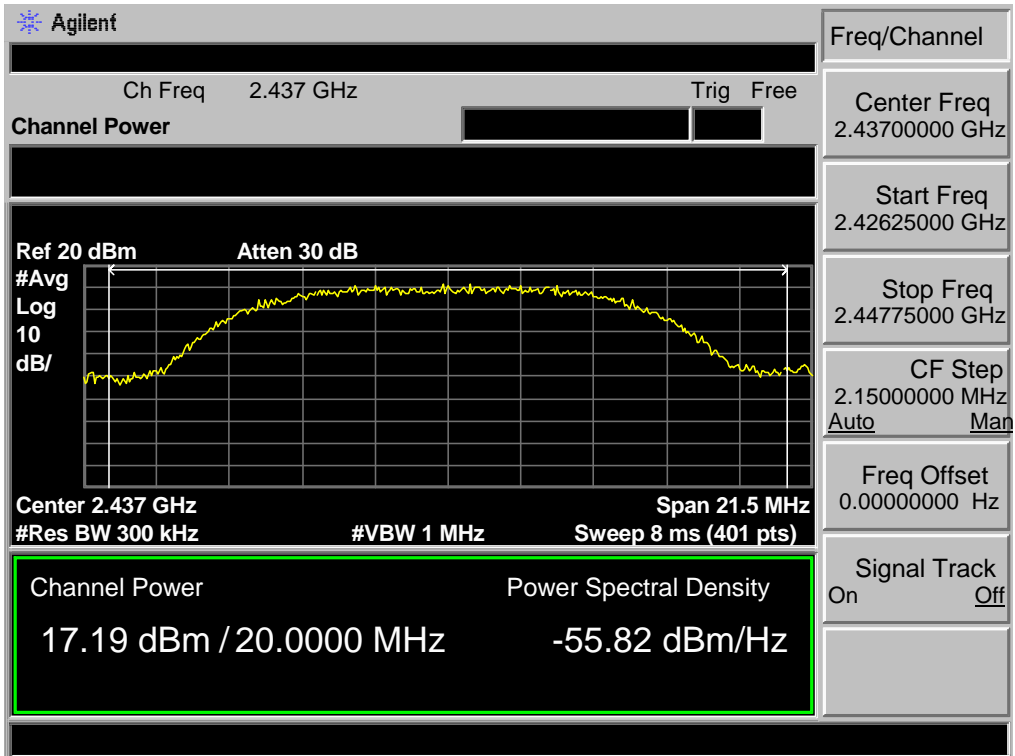 Agilent
Freq/Channel
Ch Freq 2.437 GHz Trig Free
Channel Power
Center Freq
2.43700000 GHz
Start Freq
2.42625000 GHz
Stop Freq
2.44775000 GHz
CF Step
2.15000000 MHz
Auto Man
Freq Offset
0.00000000 Hz
Signal Track
On Off
Ref 20 dBm Atten 30 dB
#Avg
Log
10
dB/
Center 2.437 GHz Span 21.5 MHz
#Res BW 300 kHz #VBW 1 MHz Sweep 8 ms (401 pts)
Channel Power Power Spectral Density
17.19 dBm / 20.0000 MHz -55.82 dBm/Hz